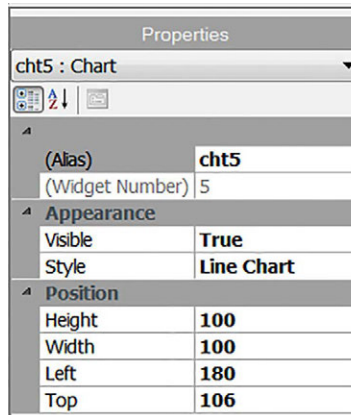 Properties
cht5 : Chart
(Alias) cht5
(Widget Number) 5
Appearance
Visible True
Style Line Chart
Position
Height 100
Width 100
Left 180
Top 106